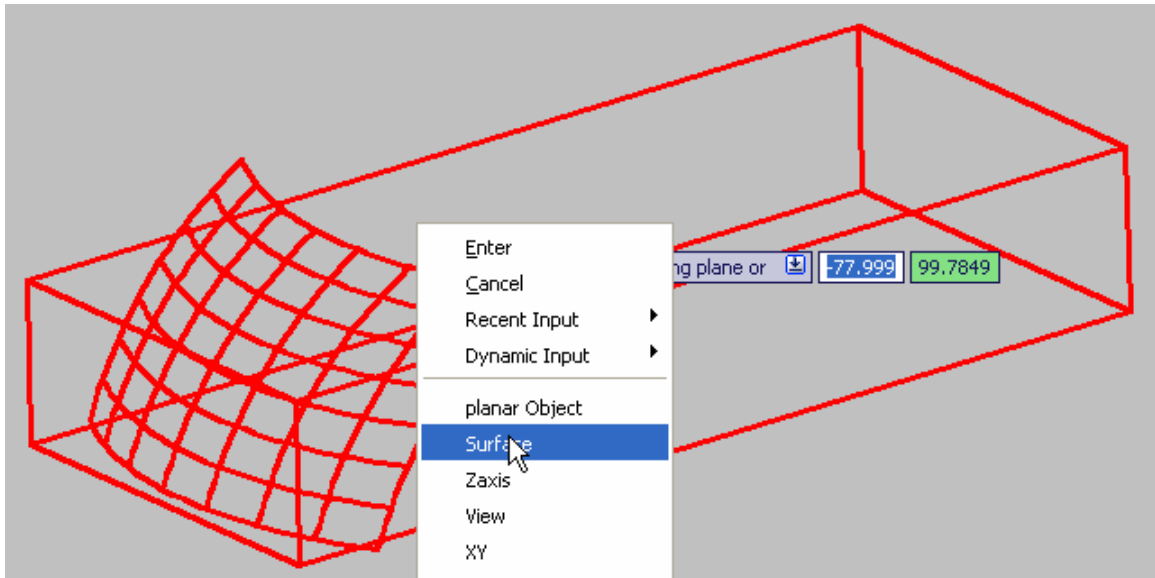 Enter
Cancel
Recent Input
Dynamic Input
ng plane or -77.999 99.7849
planar Object
Surface
Zaxis
View
XY